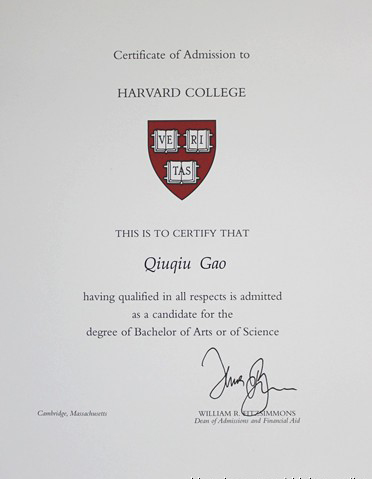 Certificate of Admission to
HARVARD COLLEGE
VE RI
TAS
THIS IS TO CERTIFY THAT
Qiuqiu Gao
having qualified in all respects is admitted
as a candidate for the
degree of Bachelor of Arts or of Science
Cambridge, Massachusetts
WILLIAM R. FITZSIMMONS
Dean of Admissions and Financial Aid